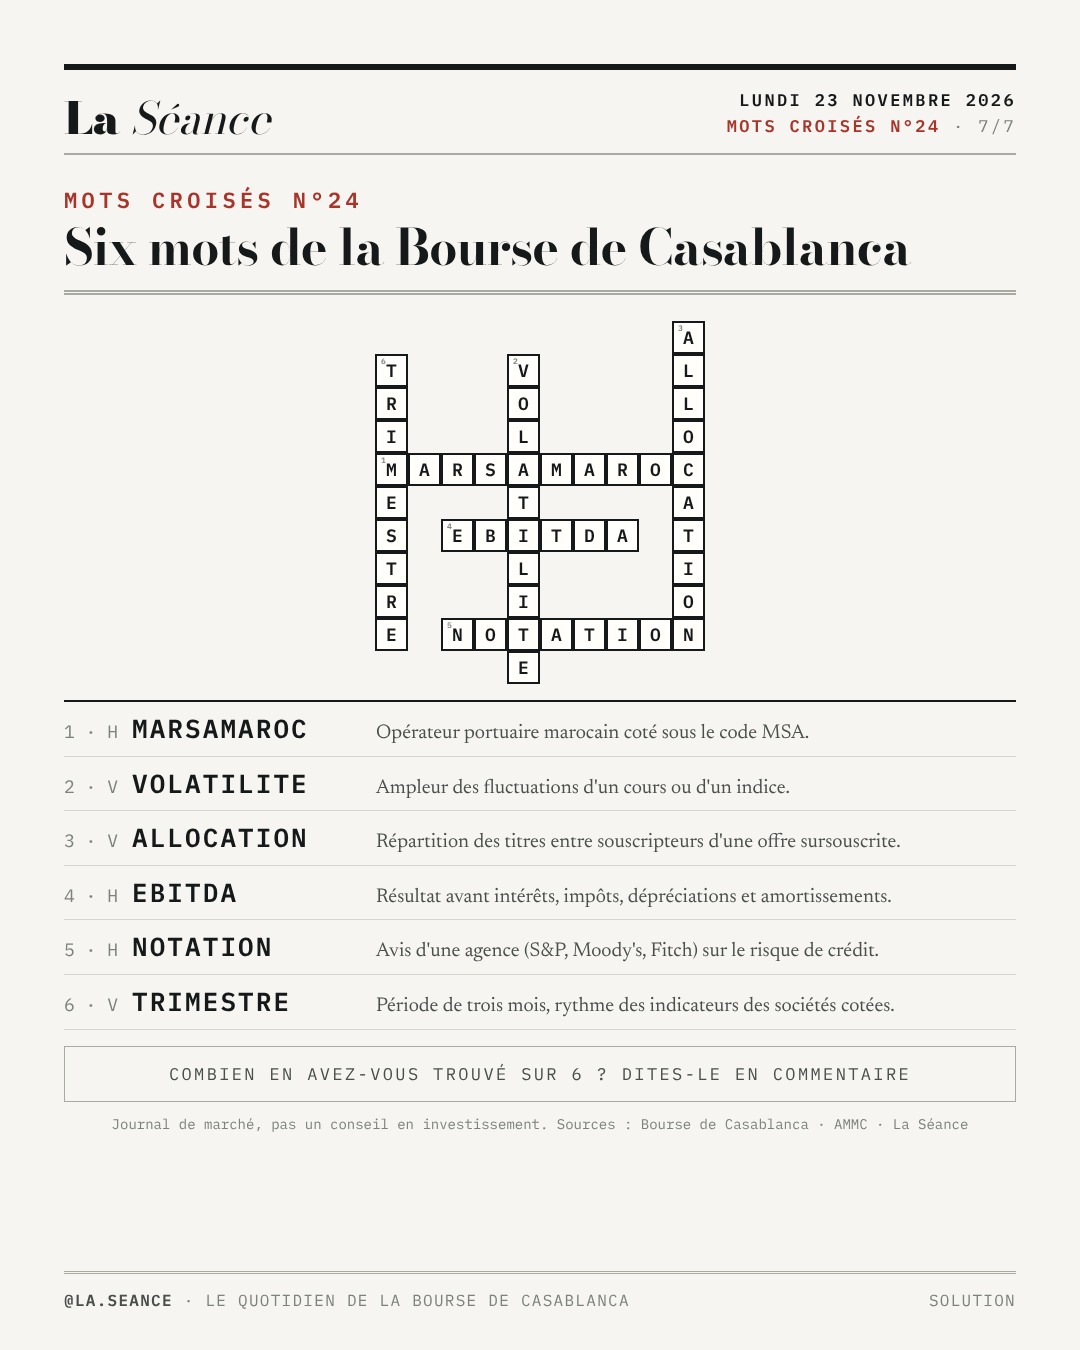 La Séance
LUNDI 23 NOVEMBRE 2026
MOTS CROISÉS N°24 · 7/7
MOTS CROISÉS N°24
Six mots de la Bourse de Casablanca
3 A
6 T 2 V L
R O L
I L O
1 M A R S A M A R O C
E T A
S 4 E B I T D A T
T L I
R I O
E 5 N O T A T I O N
E
1 · H MARSAMAROC Opérateur portuaire marocain coté sous le code MSA.
2 · V VOLATILITE Ampleur des fluctuations d'un cours ou d'un indice.
3 · V ALLOCATION Répartition des titres entre souscripteurs d'une offre sursouscrite.
4 · H EBITDA Résultat avant intérêts, impôts, dépréciations et amortissements.
5 · H NOTATION Avis d'une agence (S&P, Moody's, Fitch) sur le risque de crédit.
6 · V TRIMESTRE Période de trois mois, rythme des indicateurs des sociétés cotées.
COMBIEN EN AVEZ-VOUS TROUVÉ SUR 6 ? DITES-LE EN COMMENTAIRE
Journal de marché, pas un conseil en investissement. Sources : Bourse de Casablanca · AMMC · La Séance
@LA.SEANCE · LE QUOTIDIEN DE LA BOURSE DE CASABLANCA
SOLUTION